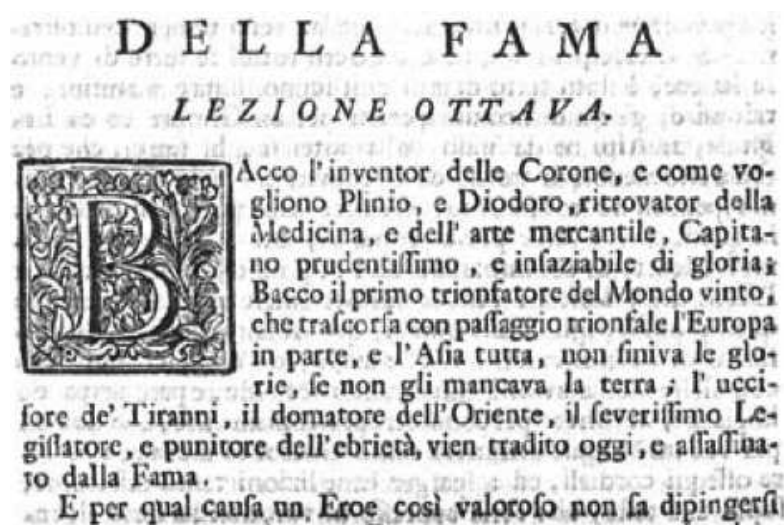 DELLA FAMA
LEZIONE OTTAVA.
BAcco l'inventor delle Corone, e come vo-
gliono Plinio, e Diodoro, ritrovator della
Medicina, e dell' arte mercantile, Capita-
no prudentiſſimo, e inſaziabile di gloria;
Bacco il primo trionfatore del Mondo vinto,
che traſcorſa con paſſaggio trionfale l'Europa
in parte, e l'Aſia tutta, non finiva le glo-
rie, ſe non gli mancava la terra; l' ucci-
ſore de' Tiranni, il domatore dell'Oriente, il ſeveriſſimo Le-
giſlatore, e punitore dell'ebrietà, vien tradito oggi, e aſſaſſina-
to dalla Fama.
E per qual cauſa un Eroe così valoroſo non ſa dipingerſi